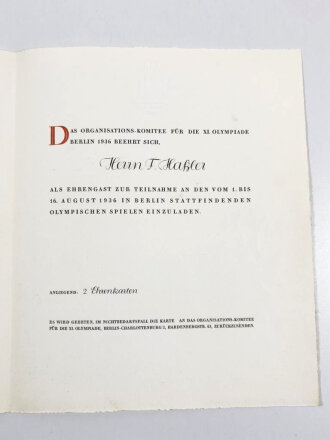 DAS ORGANISATIONS-KOMITEE FÜR DIE XI. OLYMPIADE
BERLIN 1936 BEEHRT SICH,
Herrn F. Haßler
ALS EHRENGAST ZUR TEILNAHME AN DEN VOM 1. BIS
16. AUGUST 1936 IN BERLIN STATTFINDENDEN
OLYMPISCHEN SPIELEN EINZULADEN.
ANLIEGEND: 2 Ehrenkarten
ES WIRD GEBETEN, IM NICHTBEDARFSFALL DIE KARTE AN DAS ORGANISATIONS-KOMITEE
FÜR DIE XI. OLYMPIADE, BERLIN-CHARLOTTENBURG 2, HARDENBERGSTR. 43, ZURÜCKZUSENDEN.